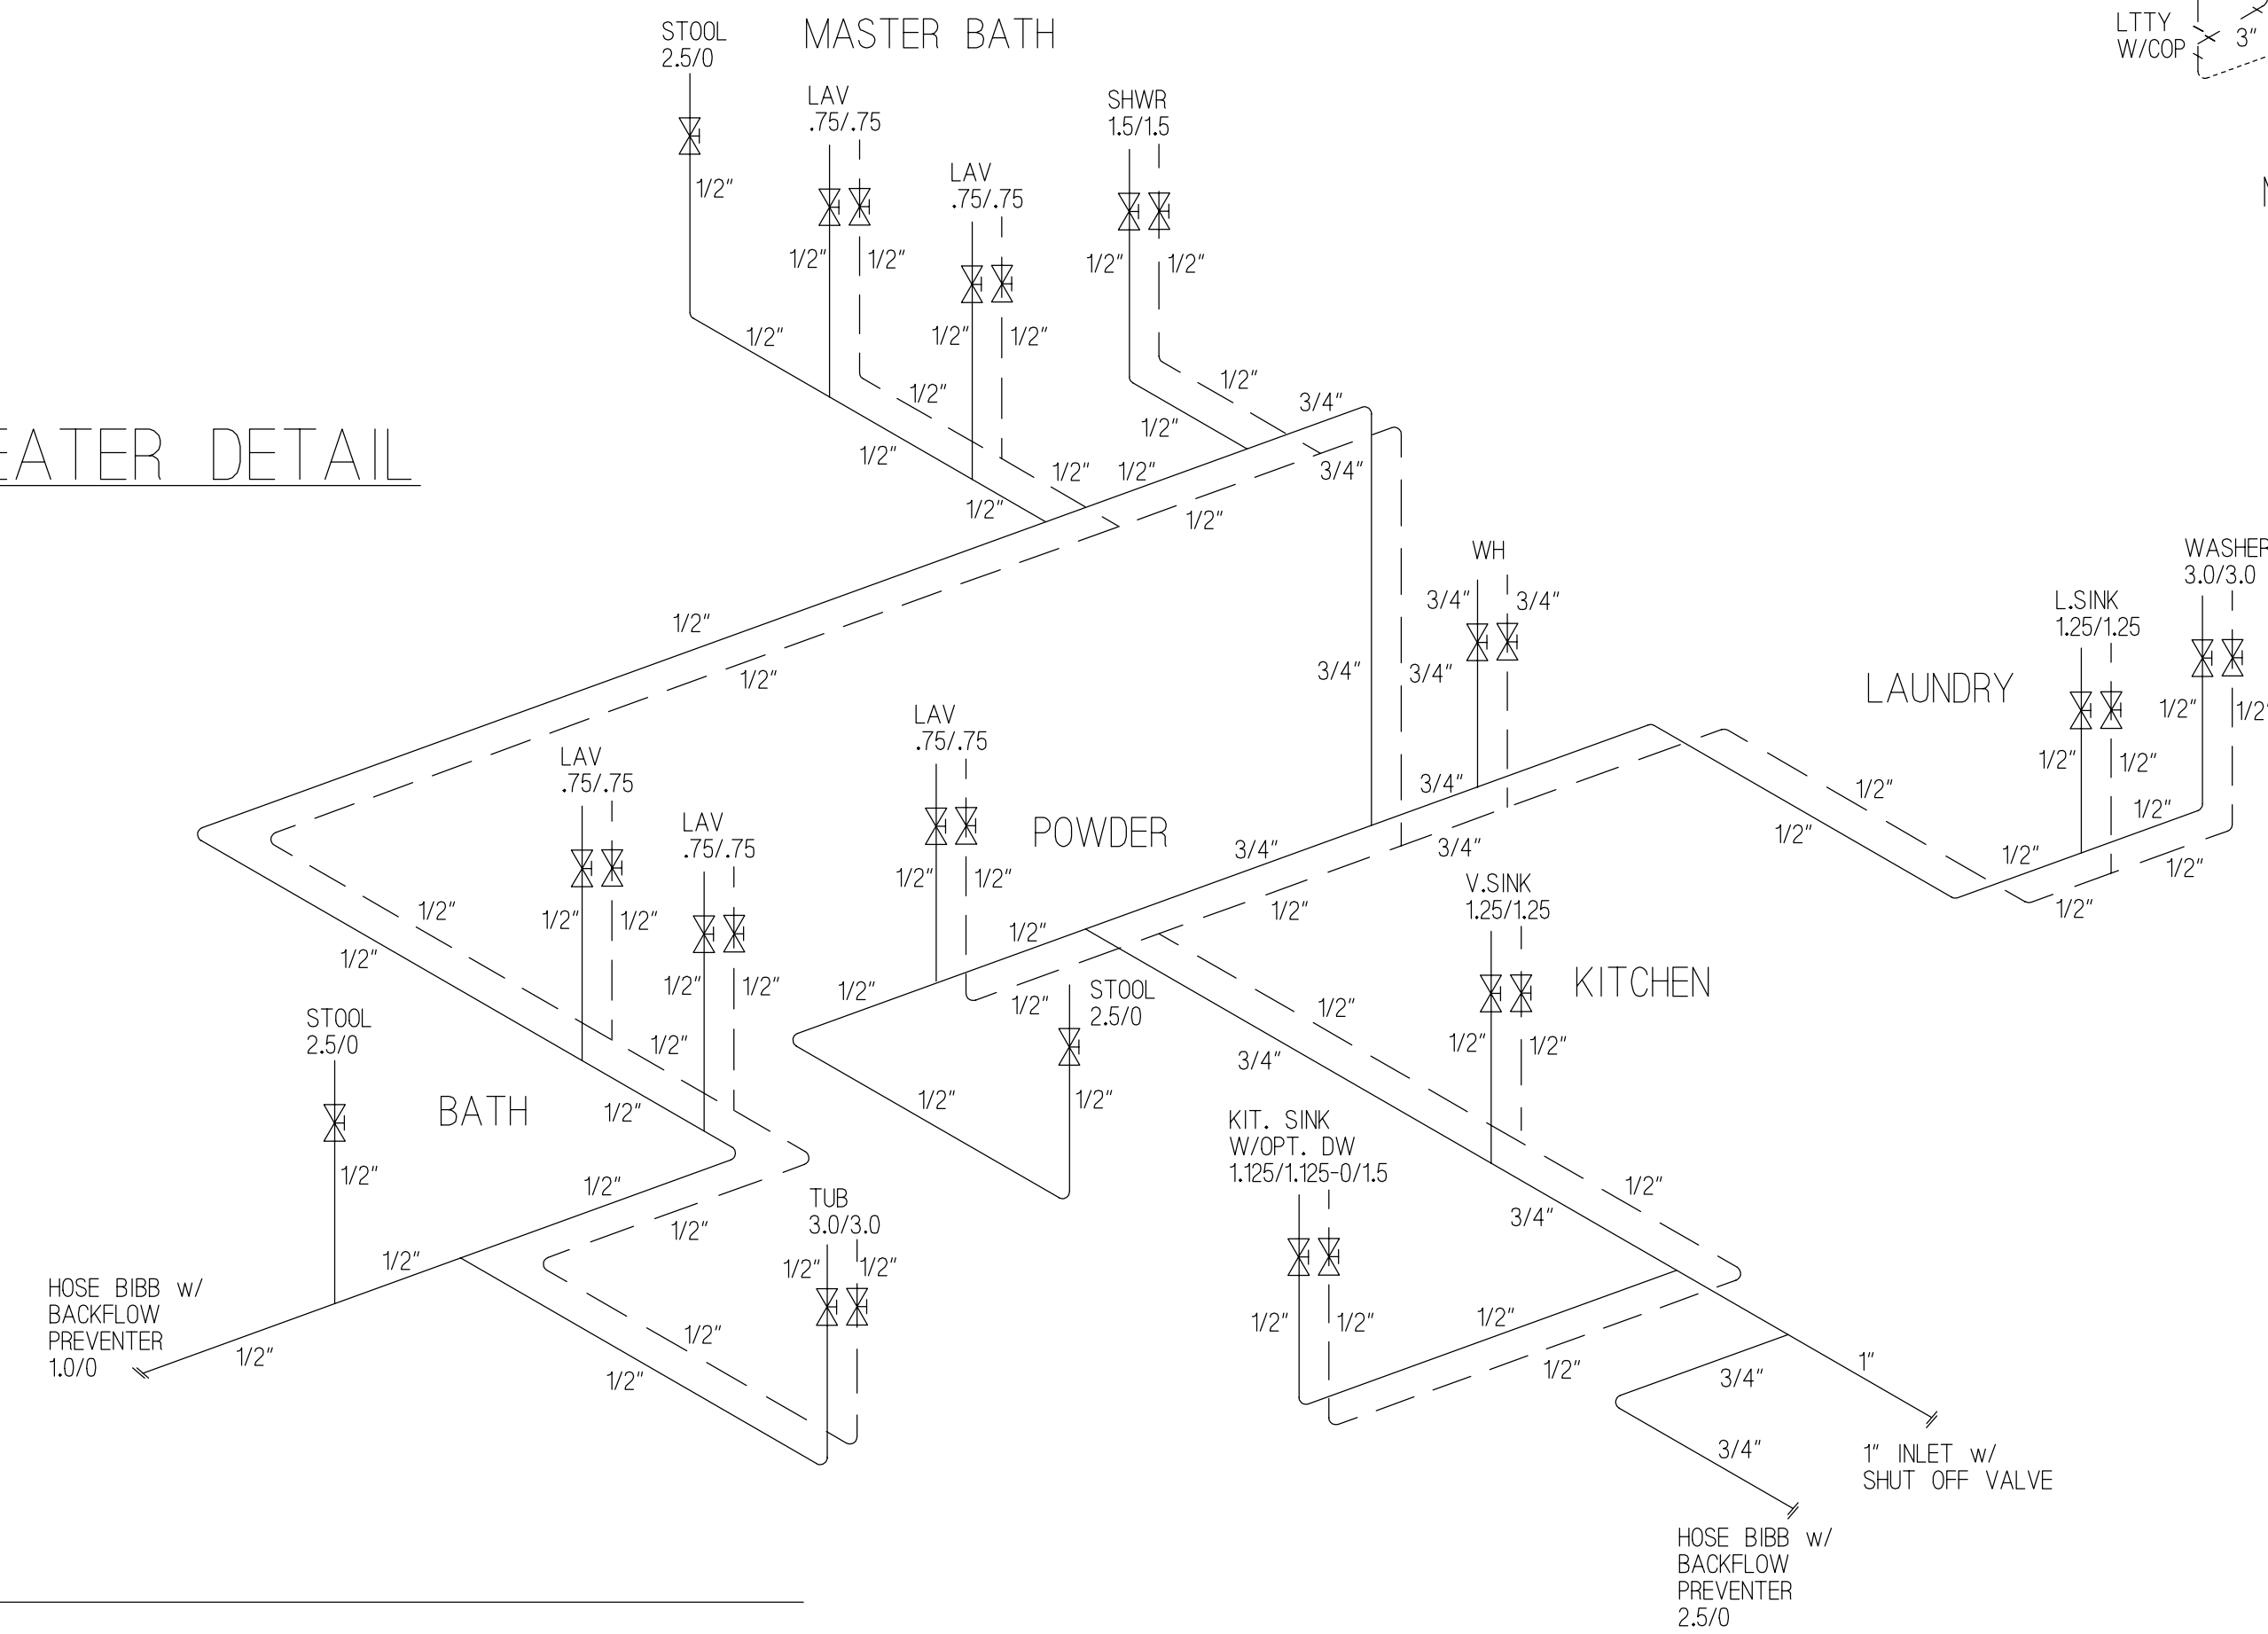 STOOL
2.5/0
MASTER BATH
LTTY
W/COP
3"
LAV
.75/.75
SHWR
1.5/1.5
LAV
.75/.75
1/2"
1/2"
1/2"
1/2"
1/2"
1/2"
1/2"
1/2"
1/2"
1/2"
1/2"
3/4"
1/2"
1/2"
1/2"
1/2"
3/4"
1/2"
1/2"
EATER DETAIL
WH
3/4"
3/4"
WASHER
3.0/3.0
L.SINK
1.25/1.25
1/2"
1/2"
3/4"
3/4"
LAUNDRY
1/2"
1/2"
1/2"
1/2"
LAV
.75/.75
LAV
.75/.75
LAV
.75/.75
POWDER
3/4"
1/2"
1/2"
1/2"
3/4"
3/4"
1/2"
1/2"
1/2"
1/2"
1/2"
1/2"
V.SINK
1.25/1.25
1/2"
1/2"
1/2"
1/2"
1/2"
1/2"
1/2"
1/2"
1/2"
1/2"
KITCHEN
1/2"
STOOL
2.5/0
1/2"
STOOL
2.5/0
1/2"
3/4"
1/2"
1/2"
BATH
1/2"
1/2"
1/2"
KIT. SINK
W/OPT. DW
1.125/1.125-0/1.5
1/2"
1/2"
1/2"
3/4"
TUB
3.0/3.0
1/2"
1/2"
1/2"
1/2"
HOSE BIBB w/
BACKFLOW
PREVENTER
1.0/0
1/2"
1/2"
1/2"
1/2"
1/2"
1/2"
1/2"
1"
3/4"
3/4"
1" INLET w/
SHUT OFF VALVE
HOSE BIBB w/
BACKFLOW
PREVENTER
2.5/0